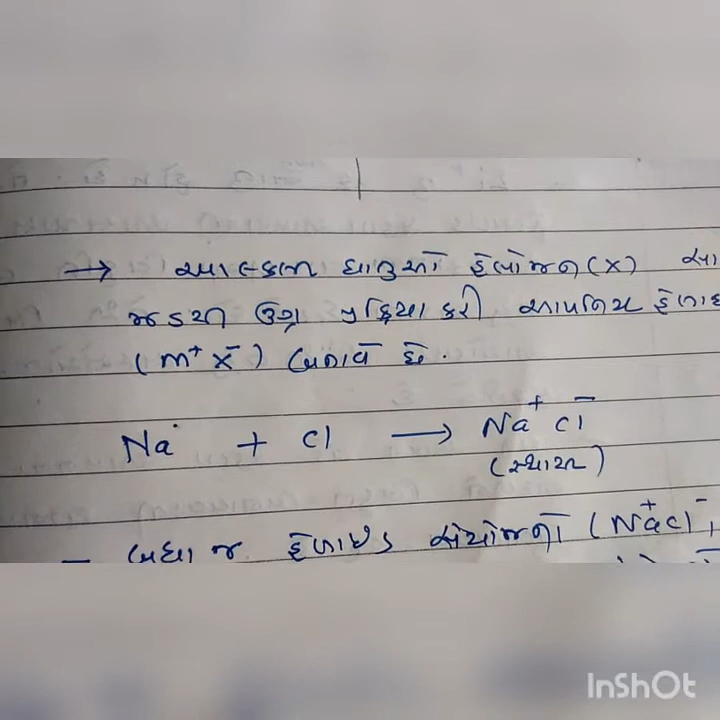 → આલ્કલી ધાતુઓ હેલોજન (X) સા
ઝડપથી ઉગ્ર પ્રક્રિયા કરી આયનિય હેલાઇ
(m⁺ X⁻) બનાવે છે.
Na + Cl → Na⁺ Cl⁻
(સ્થાયી)
- બધા જ હેલાઇડ સંયોજનો (Na⁺Cl⁻,
InShOt